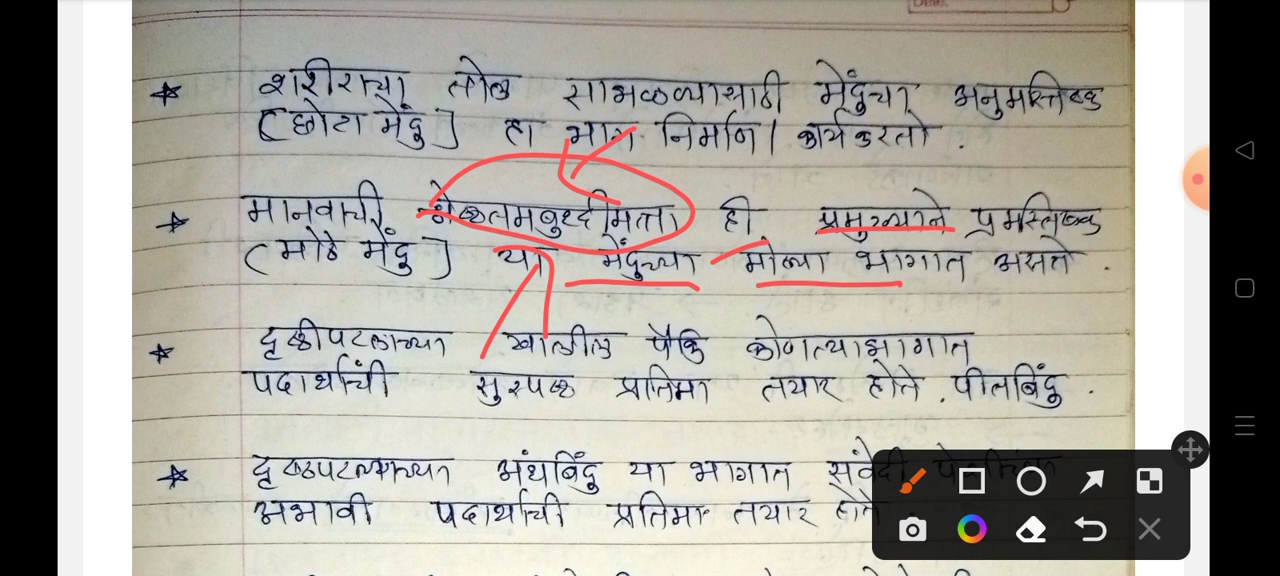 ★ शरीराचा तोल सांभाळण्यासाठी मेंदुचा अनुमस्तिष्क
[छोटा मेंदु] हा भाग निर्माण / कार्य करतो .
★ मानवाची श्रेष्ठतम बुध्दीमत्ता ही प्रमुख्याने प्रमस्तिष्क
[मोठे मेंदु] या मेंदुच्या मोठ्या भागात असते .
★ दृष्टीपटलाच्या खालील पैकि कोणत्या भागात
पदार्थांची सुस्पष्ट प्रतिमा तयार होते . पीतबिंदु .
★ दृष्टपटलाच्या अंधबिंदु या भागात संवेदी
अभावी पदार्थाची प्रतिमा तयार होते